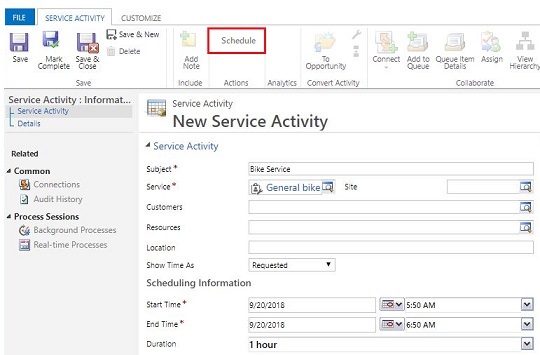 FILE SERVICE ACTIVITY CUSTOMIZE
Save
Mark Complete
Save & Close
Save & New
Delete
Save
Add Note
Include
Schedule
Actions
Analytics
To Opportunity
Convert Activity
Connect
Add to Queue
Queue Item Details
Assign
View Hierarchy
Collaborate
Service Activity : Informat...
Service Activity
Details
Related
Common
Connections
Audit History
Process Sessions
Background Processes
Real-time Processes
Service Activity
New Service Activity
Service Activity
Subject * Bike Service
Service * General bike Site
Customers
Resources
Location
Show Time As Requested
Scheduling Information
Start Time * 9/20/2018 5:50 AM
End Time * 9/20/2018 6:50 AM
Duration 1 hour